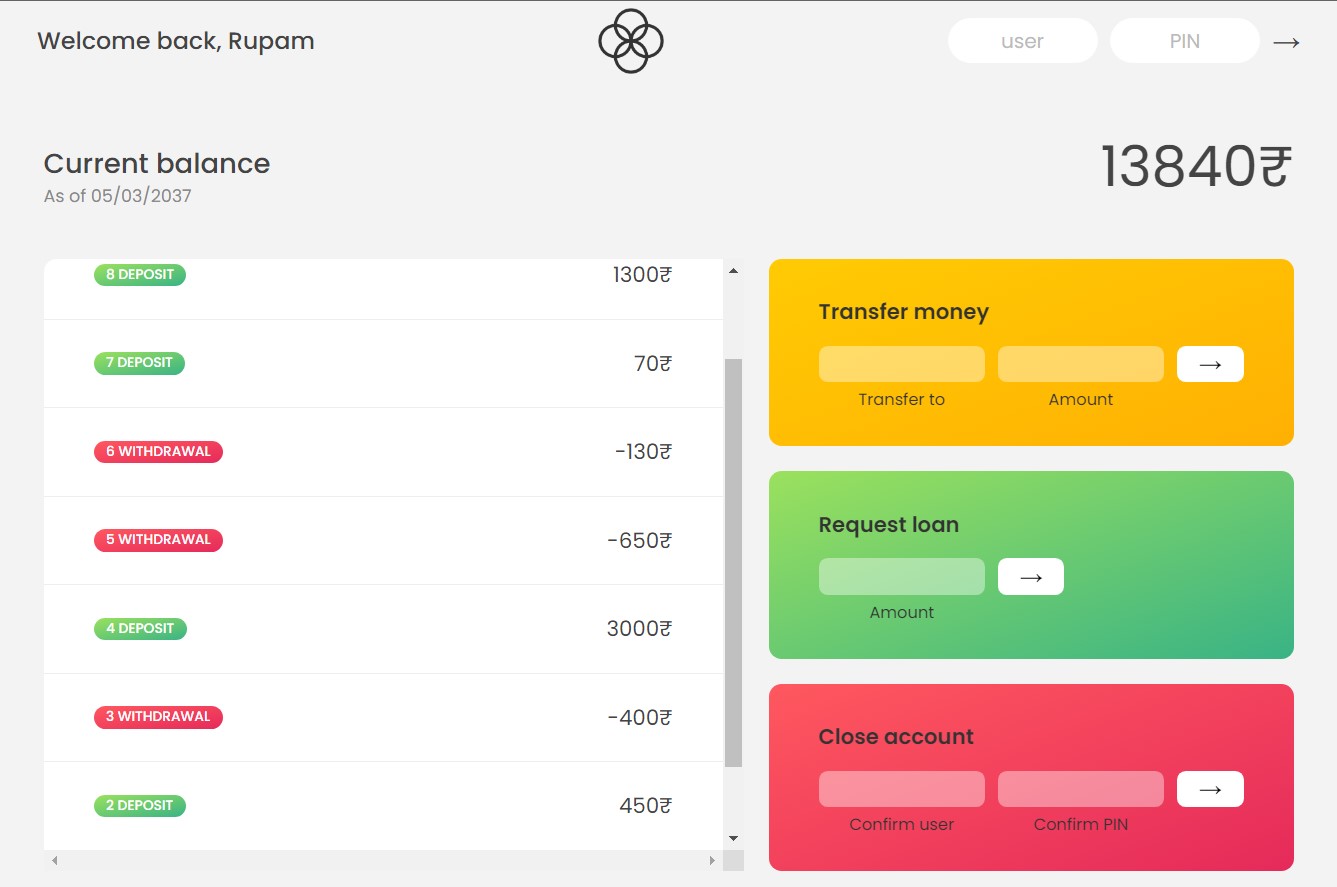 Welcome back, Rupam
user PIN →
Current balance
As of 05/03/2037
13840₹
8 DEPOSIT 1300₹
7 DEPOSIT 70₹
6 WITHDRAWAL -130₹
5 WITHDRAWAL -650₹
4 DEPOSIT 3000₹
3 WITHDRAWAL -400₹
2 DEPOSIT 450₹
Transfer money
→
Transfer to Amount
Request loan
→
Amount
Close account
→
Confirm user Confirm PIN